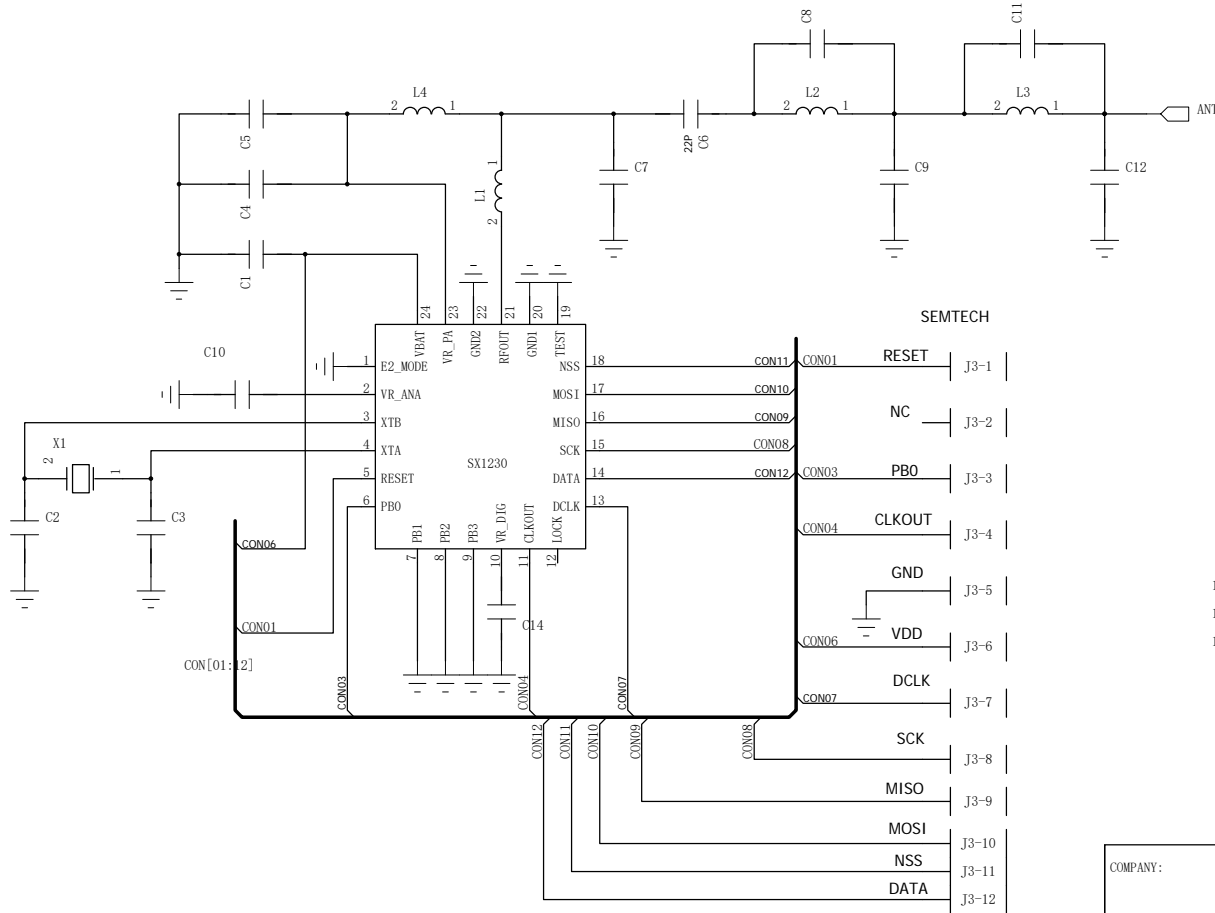 C8
C11
L4
2 1
L2
2 1
L3
2 1
ANT
C5
22P
C6
C4
L1
1
2
C7
C9
C12
C1
24 23 22 21 20 19
VBAT VR_PA GND2 RFOUT GND1 TEST
SEMTECH
C10
1 E2_MODE
NSS 18
CON11 CON01 RESET J3-1
2 VR_ANA
MOSI 17
CON10
3 XTB
MISO 16
CON09
NC J3-2
X1
2 1
4 XTA
SCK 15
CON08
SX1230
5 RESET
DATA 14
CON12 CON03 PB0 J3-3
6 PB0
DCLK 13
C2
C3
PB1 PB2 PB3 VR_DIG CLKOUT LOCK
7 8 9 10 11 12
CON04 CLKOUT J3-4
CON06
GND J3-5
C14
CON01
CON06 VDD J3-6
CON[01:12]
CON03
CON04
CON07
CON07 DCLK J3-7
CON12
CON11
CON10
CON09
CON08
SCK J3-8
MISO J3-9
MOSI J3-10
NSS J3-11
DATA J3-12
COMPANY: